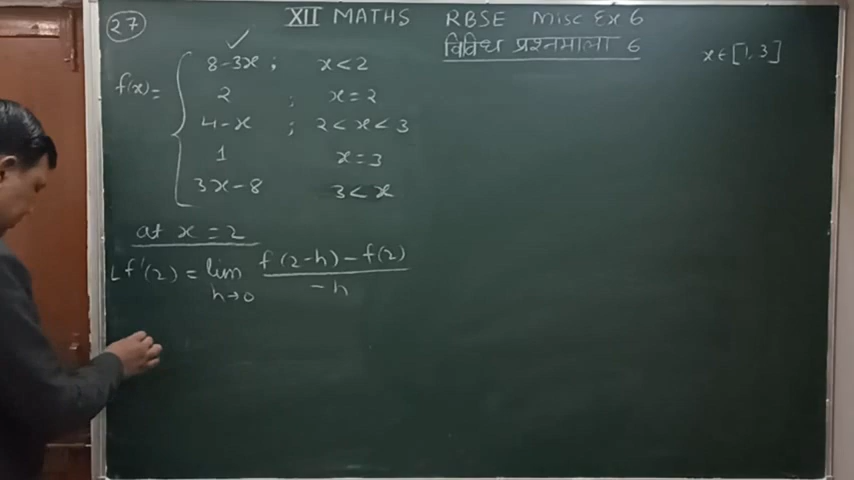 27 XII MATHS RBSE Misc Ex 6
विविध प्रश्नमाला 6
x ∈ [1, 3]
f(x) = { 8-3x ; x < 2
2 ; x = 2
4-x ; 2 < x < 3
1 x = 3
3x-8 3 < x
at x = 2
L f'(2) = lim h→0 f(2-h) - f(2) / -h